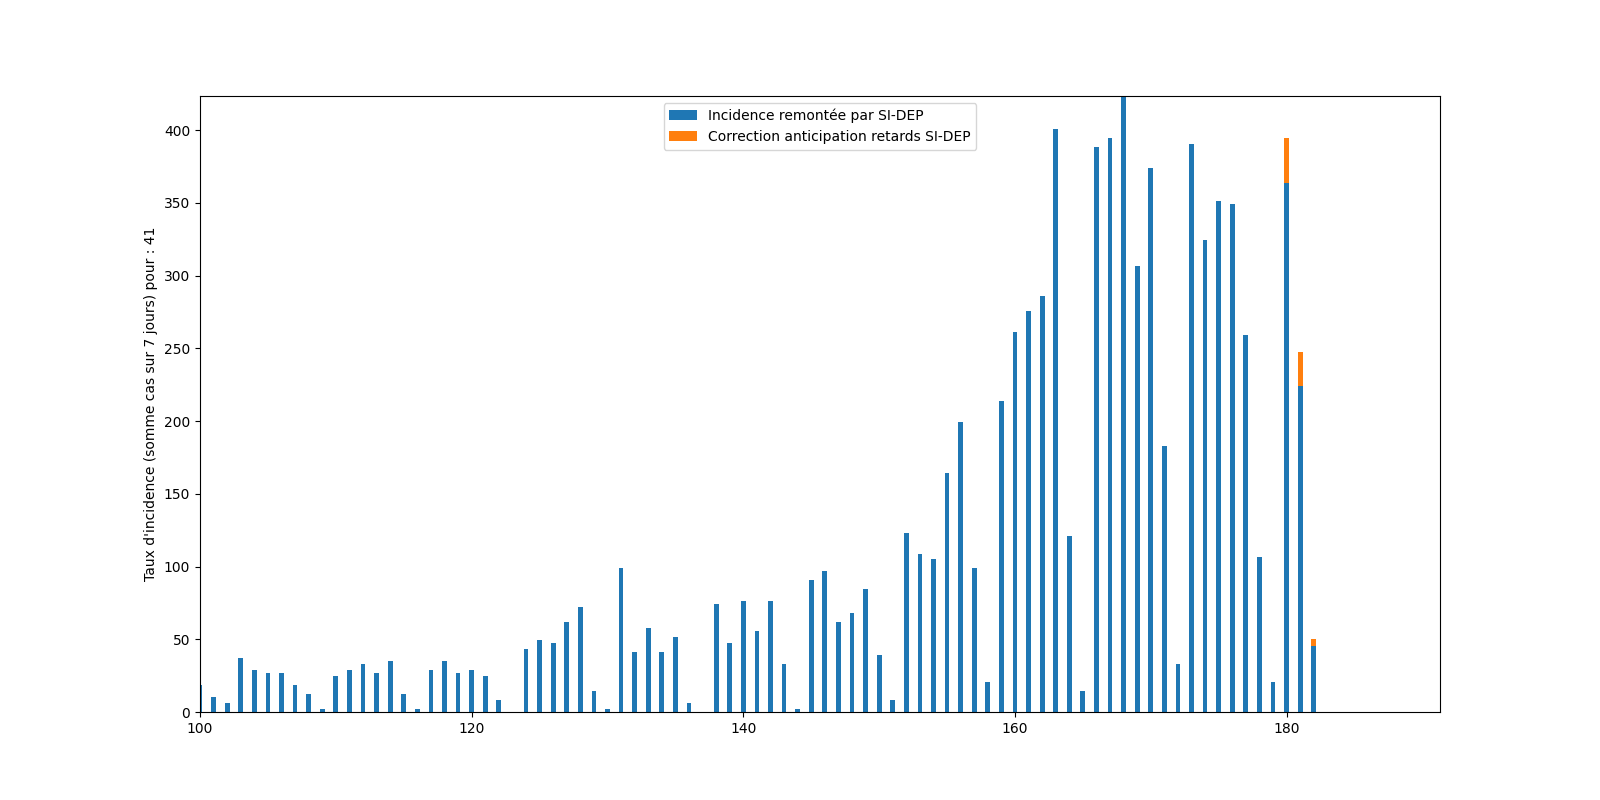 Incidence remontée par SI-DEP
Correction anticipation retards SI-DEP
Taux d'incidence (somme cas sur 7 jours) pour : 41
400
350
300
250
200
150
100
50
0
100 120 140 160 180